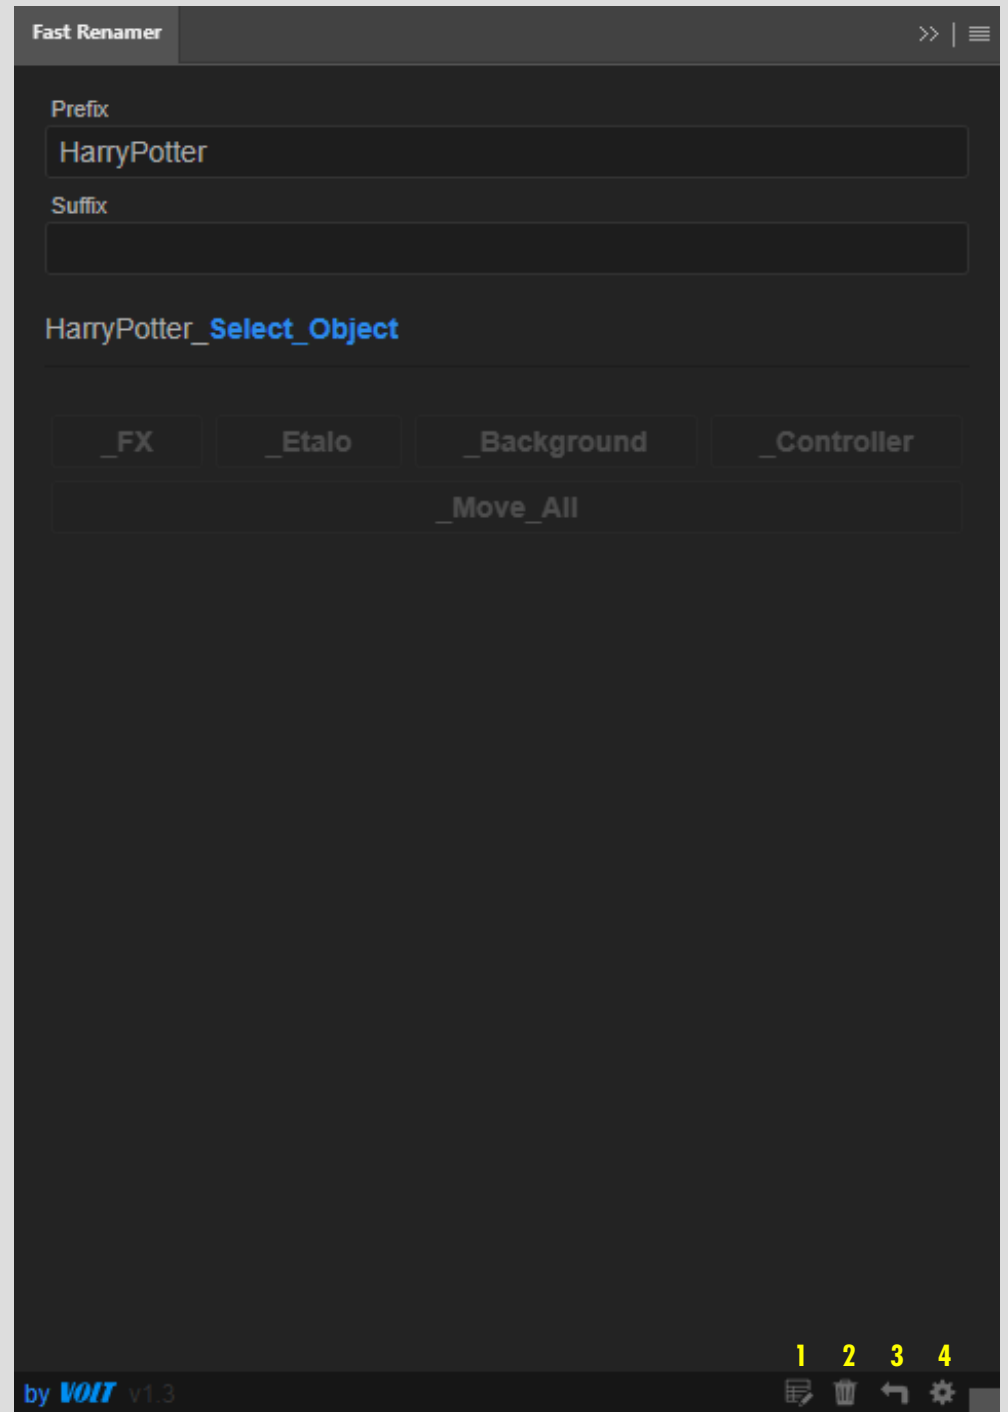 Fast Renamer
Prefix
HarryPotter
Suffix
HarryPotter_Select_Object
_FX _Etalo _Background _Controller
_Move_All
1 2 3 4
by VOIT v1.3